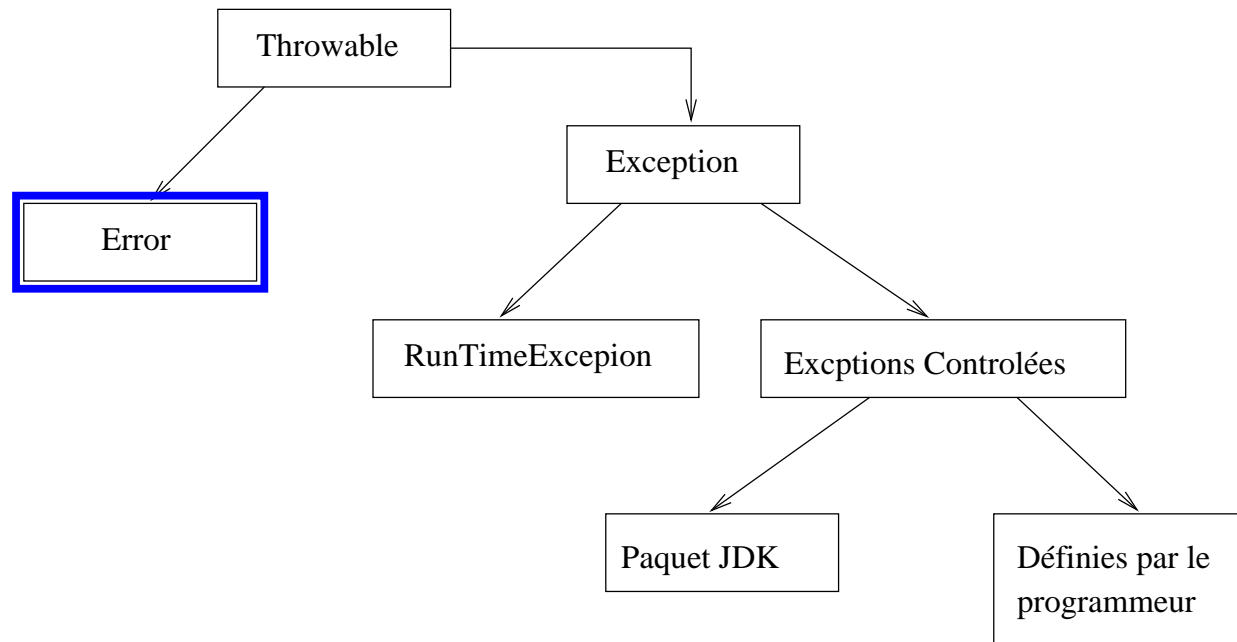 Throwable
Exception
Error
RunTimeExcepion
Excptions Controlées
Paquet JDK
Définies par le
programmeur